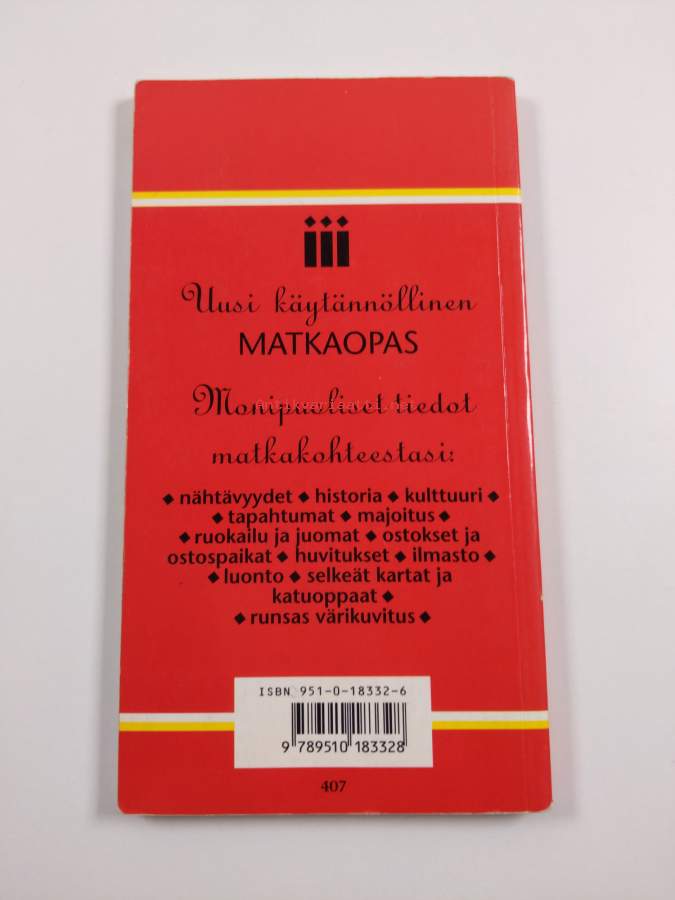 iii
Uusi käytännöllinen
MATKAOPAS
Monipuoliset tiedot
matkakohteestasi:
◆ nähtävyydet ◆ historia ◆ kulttuuri ◆
◆ tapahtumat ◆ majoitus ◆
◆ ruokailu ja juomat ◆ ostokset ja
ostospaikat ◆ huvitukset ◆ ilmasto ◆
◆ luonto ◆ selkeät kartat ja
katuoppaat ◆
◆ runsas värikuvitus ◆
ISBN 951-0-18332-6
9 789510 183328
407